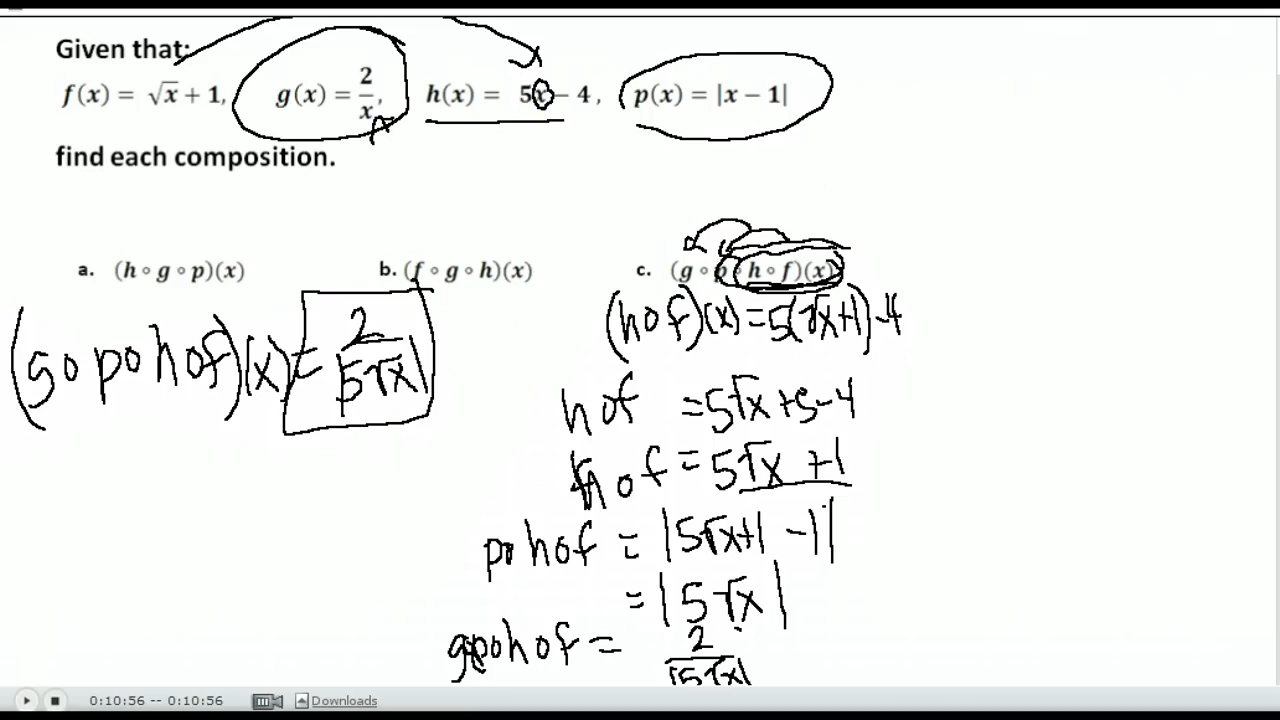 Given that:
f(x) = √x + 1, g(x) = 2/x, h(x) = 5x − 4, p(x) = |x − 1|
find each composition.
a. (h ∘ g ∘ p)(x) b. (f ∘ g ∘ h)(x) c. (g ∘ p ∘ h ∘ f)(x)
(h o f)(x) = 5(√x+1) -4
(g o p o h o f)(x) = 2/|5√x|
h o f = 5√x +5-4
h o f = 5√x +1
p o h o f = |5√x+1 -1|
= |5√x|
g o p o h o f = 2/|5√x|
0:10:56 -- 0:10:56 Downloads